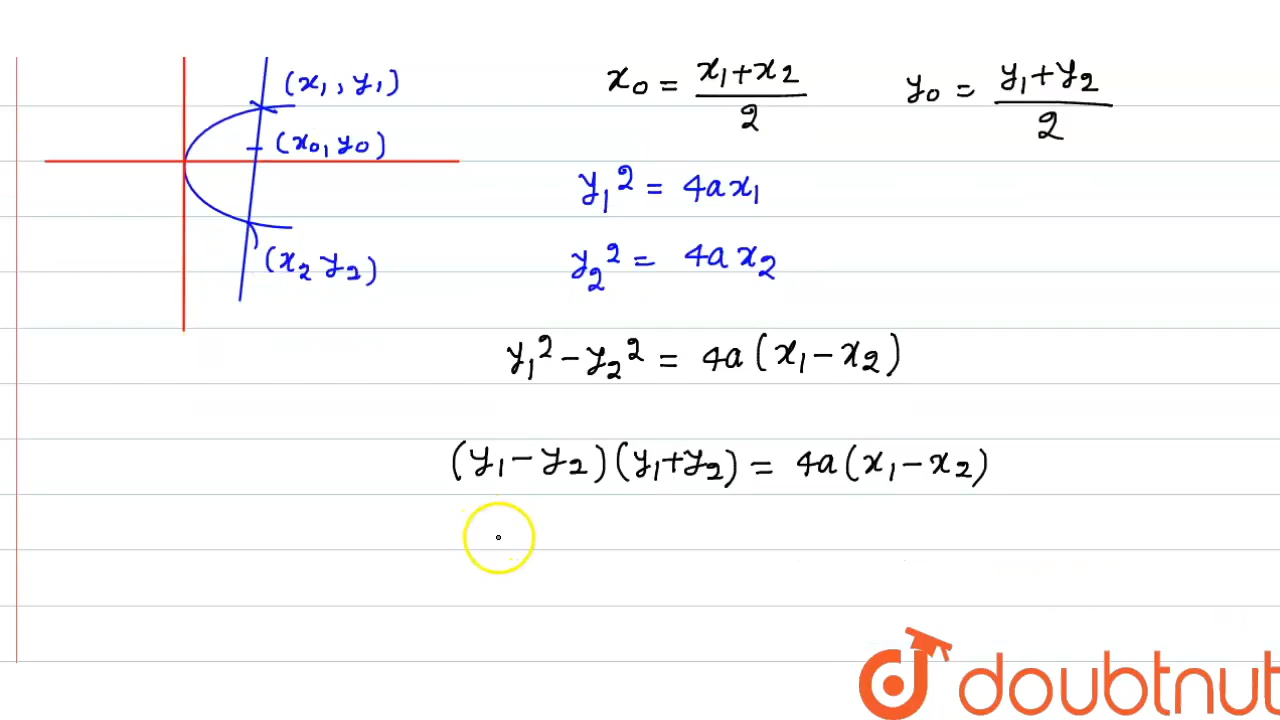 (x₁, y₁)
(x₀, y₀)
(x₂ y₂)
x₀ = (x₁+x₂)/2
y₀ = (y₁+y₂)/2
y₁² = 4ax₁
y₂² = 4ax₂
y₁² - y₂² = 4a(x₁ - x₂)
(y₁ - y₂)(y₁+y₂) = 4a(x₁ - x₂)
doubtnut